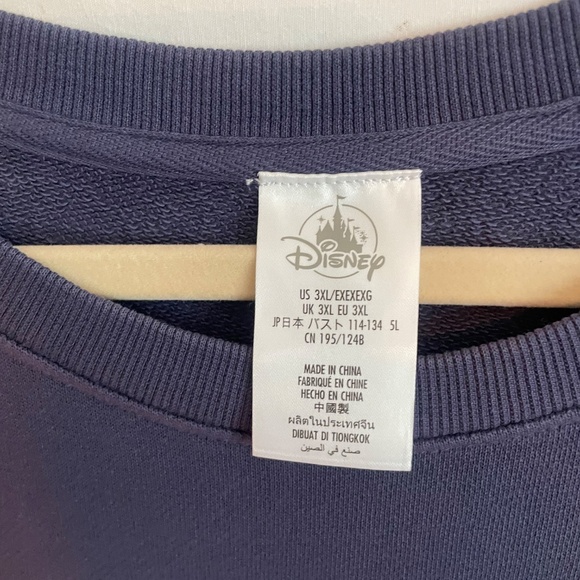 Disney
US 3XL/EXEXEXG
UK 3XL EU 3XL
JP日本 バスト 114-134 5L
CN 195/124B
MADE IN CHINA
FABRIQUÉ EN CHINE
HECHO EN CHINA
中國製
ผลิตในประเทศจีน
DIBUAT DI TIONGKOK
صنع في الصين